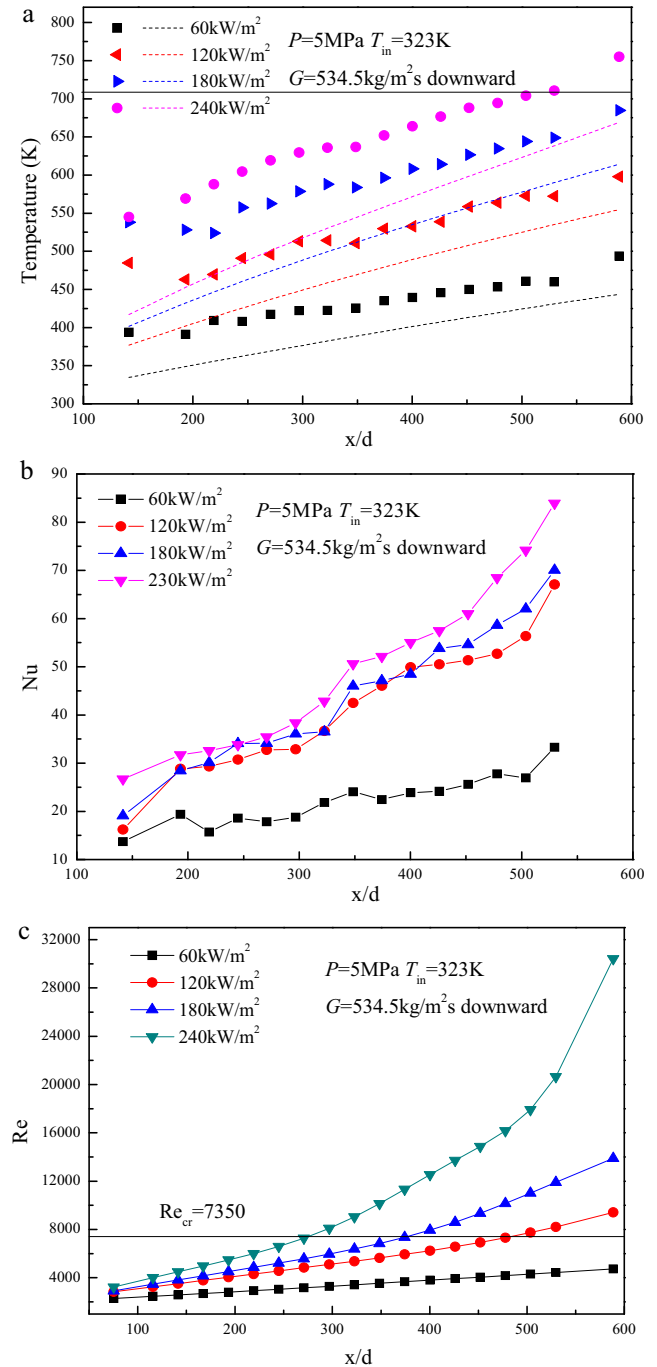 a
800
60kW/m²
P=5MPa T_in=323K
750
120kW/m²
180kW/m²
G=534.5kg/m²s downward
700
240kW/m²
650
600
550
500
450
400
350
300
Temperature (K)
100 200 300 400 500 600
x/d
b
90
60kW/m²
P=5MPa T_in=323K
80
120kW/m²
180kW/m²
G=534.5kg/m²s downward
70
230kW/m²
60
50
40
30
20
10
Nu
100 200 300 400 500 600
x/d
c
32000
60kW/m²
P=5MPa T_in=323K
28000
120kW/m²
180kW/m²
G=534.5kg/m²s downward
240kW/m²
24000
20000
16000
12000
Re_cr=7350
8000
4000
Re
100 200 300 400 500 600
x/d